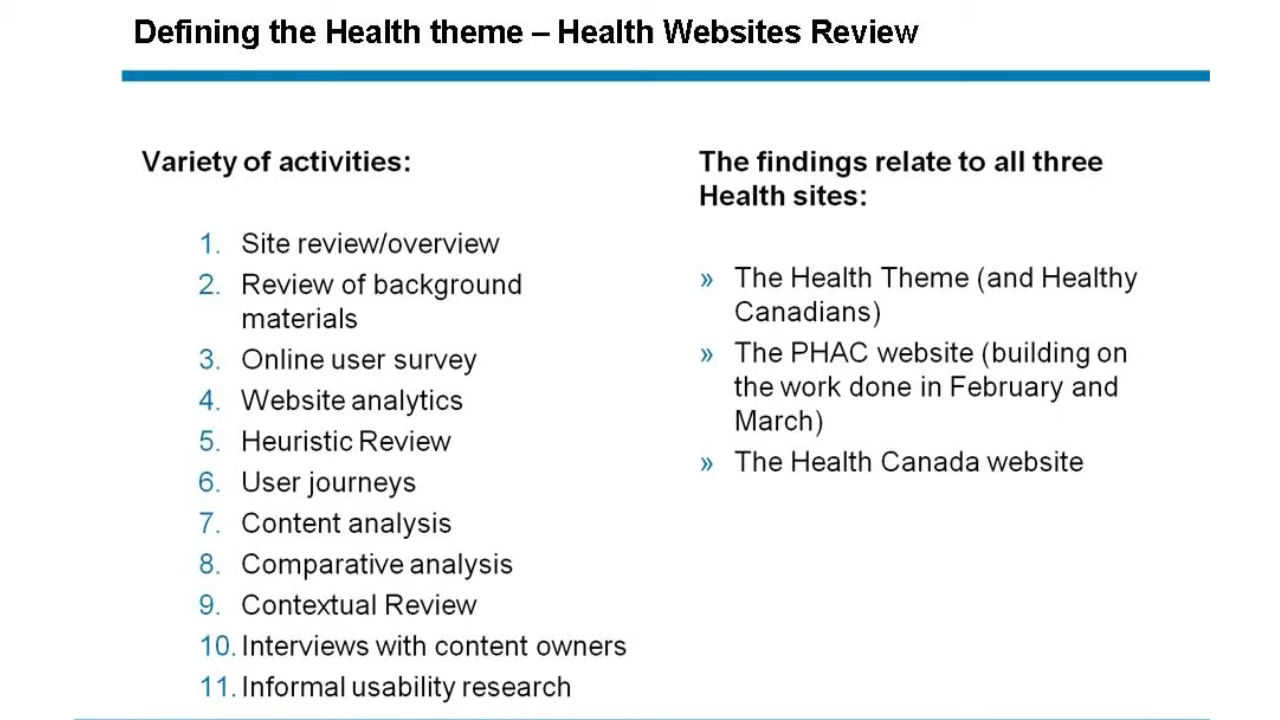 Defining the Health theme – Health Websites Review
Variety of activities:
1. Site review/overview
2. Review of background
materials
3. Online user survey
4. Website analytics
5. Heuristic Review
6. User journeys
7. Content analysis
8. Comparative analysis
9. Contextual Review
10. Interviews with content owners
11. Informal usability research
The findings relate to all three
Health sites:
» The Health Theme (and Healthy
Canadians)
» The PHAC website (building on
the work done in February and
March)
» The Health Canada website